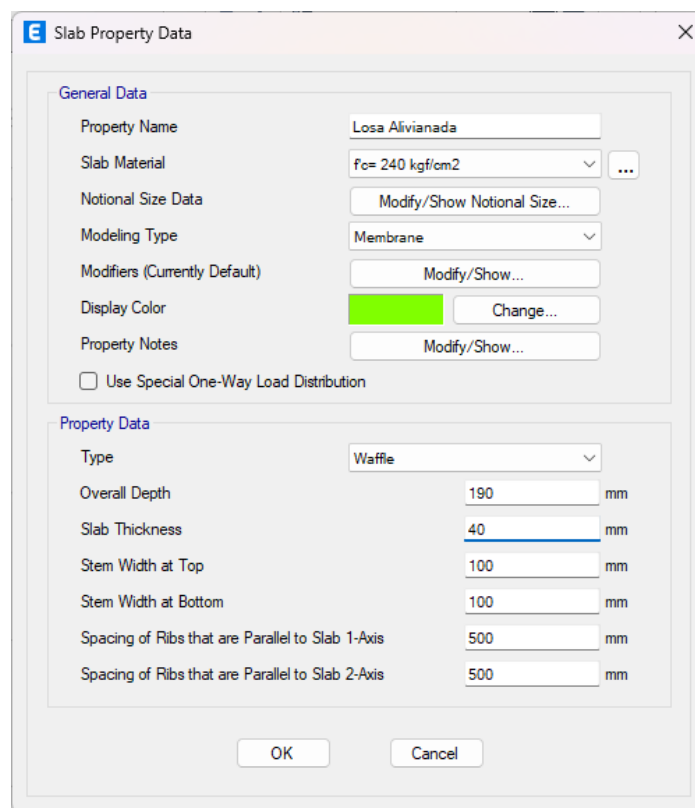 E Slab Property Data
General Data
Property Name Losa Alivianada
Slab Material f'c= 240 kgf/cm2 ...
Notional Size Data Modify/Show Notional Size...
Modeling Type Membrane
Modifiers (Currently Default) Modify/Show...
Display Color Change...
Property Notes Modify/Show...
Use Special One-Way Load Distribution
Property Data
Type Waffle
Overall Depth 190 mm
Slab Thickness 40 mm
Stem Width at Top 100 mm
Stem Width at Bottom 100 mm
Spacing of Ribs that are Parallel to Slab 1-Axis 500 mm
Spacing of Ribs that are Parallel to Slab 2-Axis 500 mm
OK Cancel